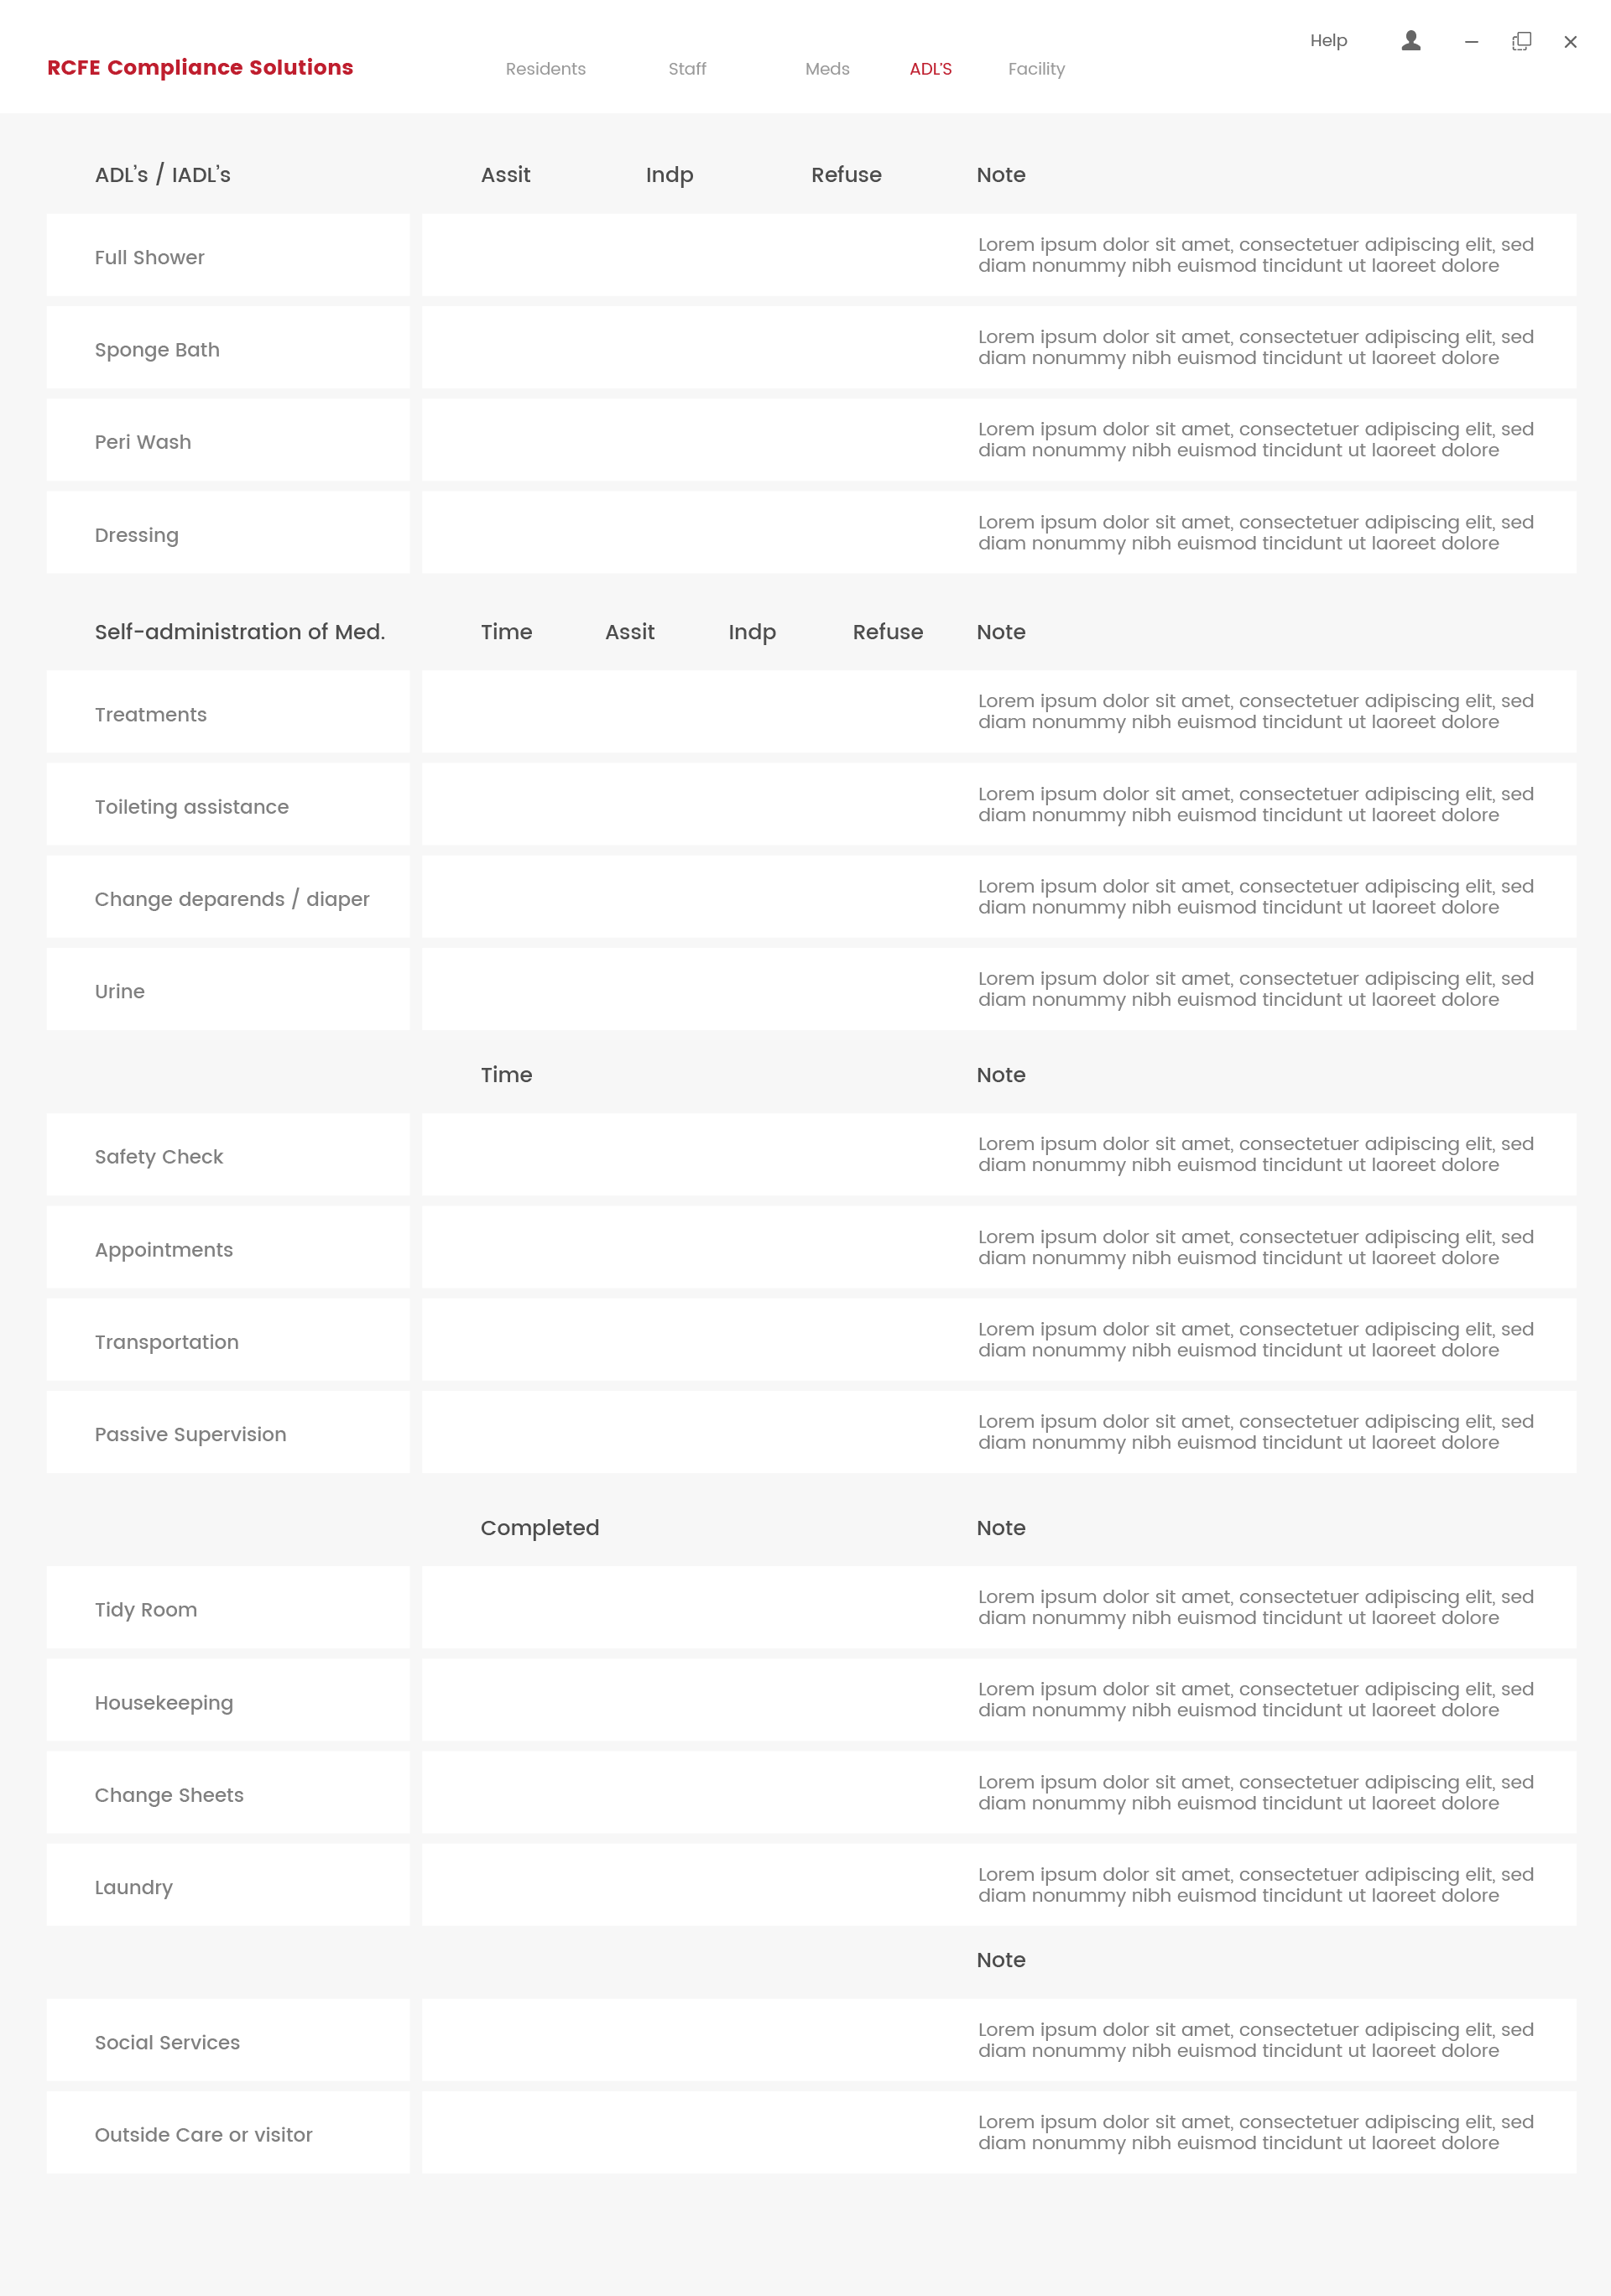 Help
RCFE Compliance Solutions Residents Staff Meds ADL'S Facility
ADL's / IADL's Assit Indp Refuse Note
Full Shower
Lorem ipsum dolor sit amet, consectetuer adipiscing elit, sed
diam nonummy nibh euismod tincidunt ut laoreet dolore
Sponge Bath
Lorem ipsum dolor sit amet, consectetuer adipiscing elit, sed
diam nonummy nibh euismod tincidunt ut laoreet dolore
Peri Wash
Lorem ipsum dolor sit amet, consectetuer adipiscing elit, sed
diam nonummy nibh euismod tincidunt ut laoreet dolore
Dressing
Lorem ipsum dolor sit amet, consectetuer adipiscing elit, sed
diam nonummy nibh euismod tincidunt ut laoreet dolore
Self-administration of Med. Time Assit Indp Refuse Note
Treatments
Lorem ipsum dolor sit amet, consectetuer adipiscing elit, sed
diam nonummy nibh euismod tincidunt ut laoreet dolore
Toileting assistance
Lorem ipsum dolor sit amet, consectetuer adipiscing elit, sed
diam nonummy nibh euismod tincidunt ut laoreet dolore
Change deparends / diaper
Lorem ipsum dolor sit amet, consectetuer adipiscing elit, sed
diam nonummy nibh euismod tincidunt ut laoreet dolore
Urine
Lorem ipsum dolor sit amet, consectetuer adipiscing elit, sed
diam nonummy nibh euismod tincidunt ut laoreet dolore
Time Note
Safety Check
Lorem ipsum dolor sit amet, consectetuer adipiscing elit, sed
diam nonummy nibh euismod tincidunt ut laoreet dolore
Appointments
Lorem ipsum dolor sit amet, consectetuer adipiscing elit, sed
diam nonummy nibh euismod tincidunt ut laoreet dolore
Transportation
Lorem ipsum dolor sit amet, consectetuer adipiscing elit, sed
diam nonummy nibh euismod tincidunt ut laoreet dolore
Passive Supervision
Lorem ipsum dolor sit amet, consectetuer adipiscing elit, sed
diam nonummy nibh euismod tincidunt ut laoreet dolore
Completed Note
Tidy Room
Lorem ipsum dolor sit amet, consectetuer adipiscing elit, sed
diam nonummy nibh euismod tincidunt ut laoreet dolore
Housekeeping
Lorem ipsum dolor sit amet, consectetuer adipiscing elit, sed
diam nonummy nibh euismod tincidunt ut laoreet dolore
Change Sheets
Lorem ipsum dolor sit amet, consectetuer adipiscing elit, sed
diam nonummy nibh euismod tincidunt ut laoreet dolore
Laundry
Lorem ipsum dolor sit amet, consectetuer adipiscing elit, sed
diam nonummy nibh euismod tincidunt ut laoreet dolore
Note
Social Services
Lorem ipsum dolor sit amet, consectetuer adipiscing elit, sed
diam nonummy nibh euismod tincidunt ut laoreet dolore
Outside Care or visitor
Lorem ipsum dolor sit amet, consectetuer adipiscing elit, sed
diam nonummy nibh euismod tincidunt ut laoreet dolore